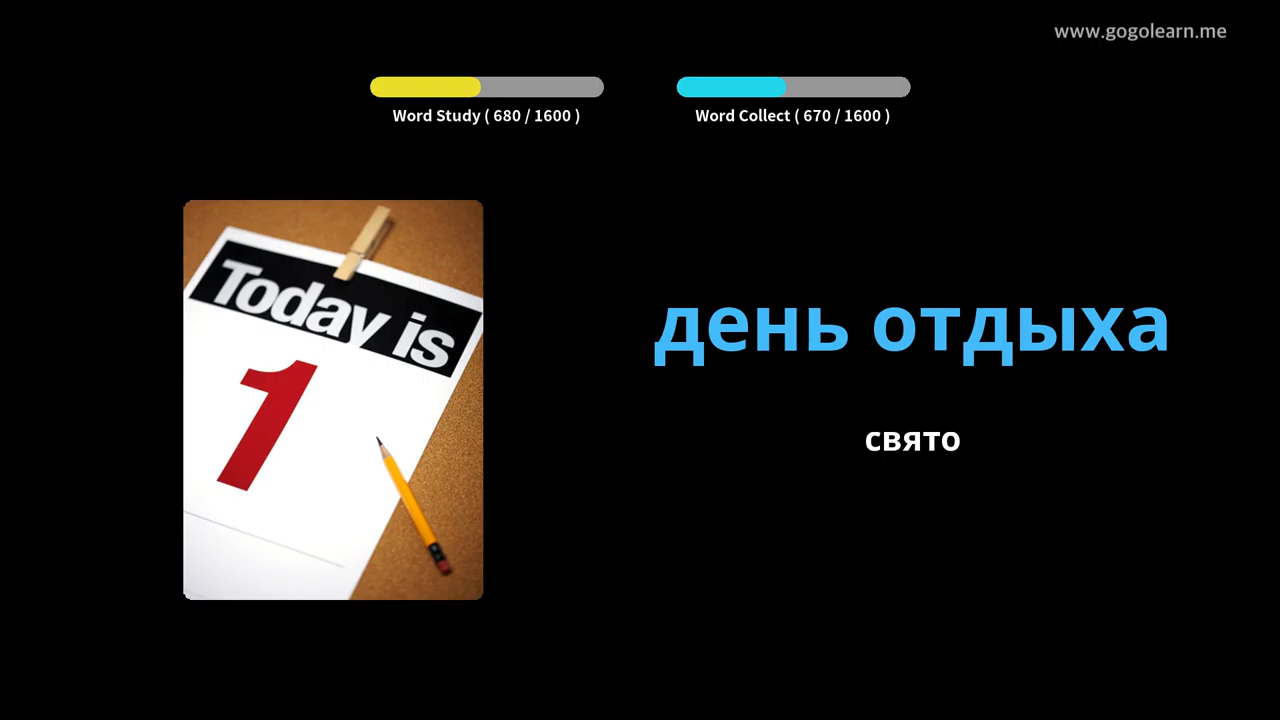 www.gogolearn.me
Word Study ( 680 / 1600 )
Word Collect ( 670 / 1600 )
Today is
1
день отдыха
свято